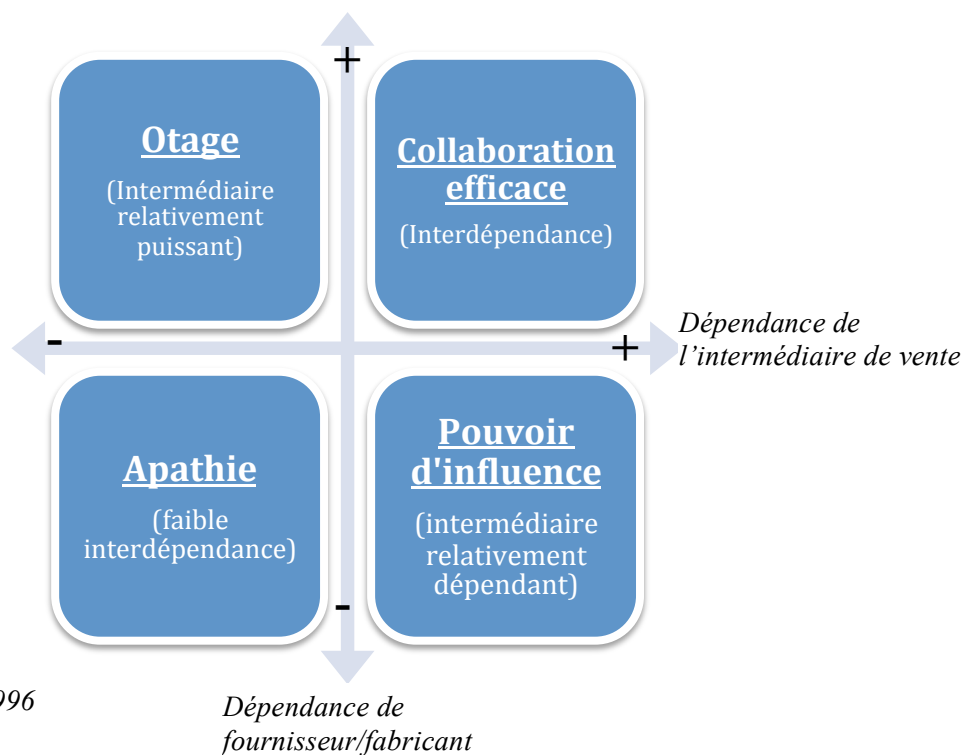 +
Otage
(Intermédiaire
relativement
puissant)
Collaboration
efficace
(Interdépendance)
-
+
Dépendance de
l'intermédiaire de vente
Apathie
(faible
interdépendance)
Pouvoir
d'influence
(intermédiaire
relativement
dépendant)
-
996
Dépendance de
fournisseur/fabricant